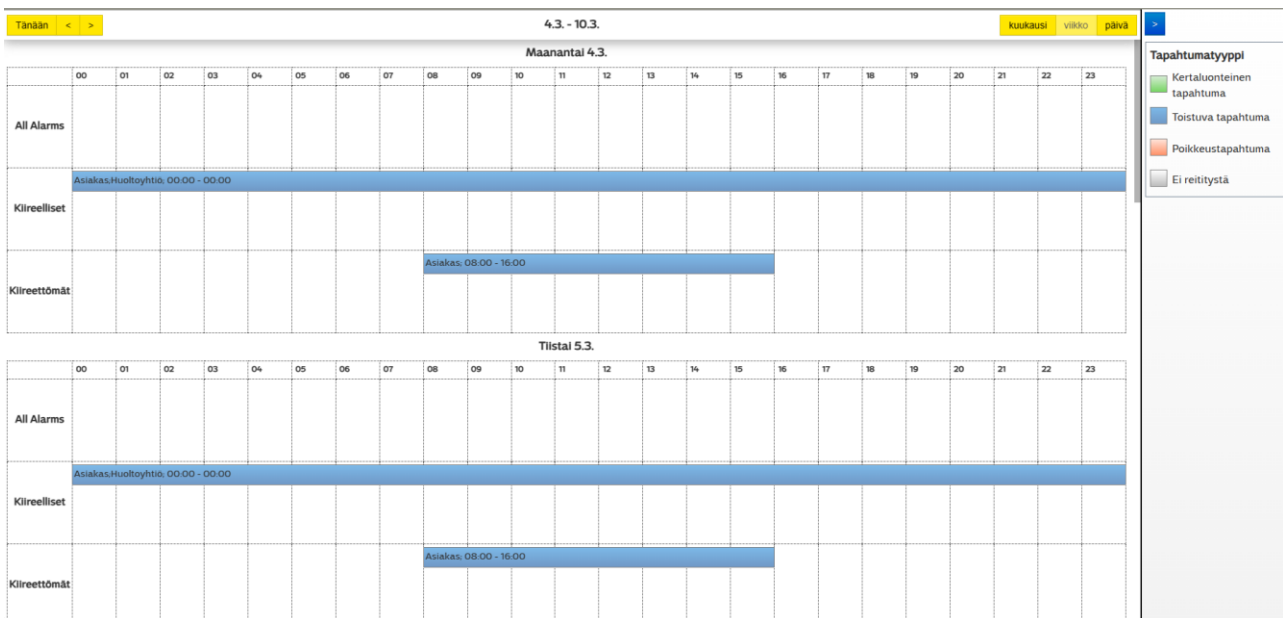 Tänään < > 4.3. - 10.3. kuukausi viikko päivä >
Maanantai 4.3.
00 01 02 03 04 05 06 07 08 09 10 11 12 13 14 15 16 17 18 19 20 21 22 23
All Alarms
Asiakas;Huoltoyhtiö; 00:00 - 00:00
Kiireelliset
Asiakas; 08:00 - 16:00
Kiireettömät
Tiistai 5.3.
00 01 02 03 04 05 06 07 08 09 10 11 12 13 14 15 16 17 18 19 20 21 22 23
All Alarms
Asiakas;Huoltoyhtiö; 00:00 - 00:00
Kiireelliset
Asiakas; 08:00 - 16:00
Kiireettömät
Tapahtumatyyppi
Kertaluonteinen
tapahtuma
Toistuva tapahtuma
Poikkeustapahtuma
Ei reititystä